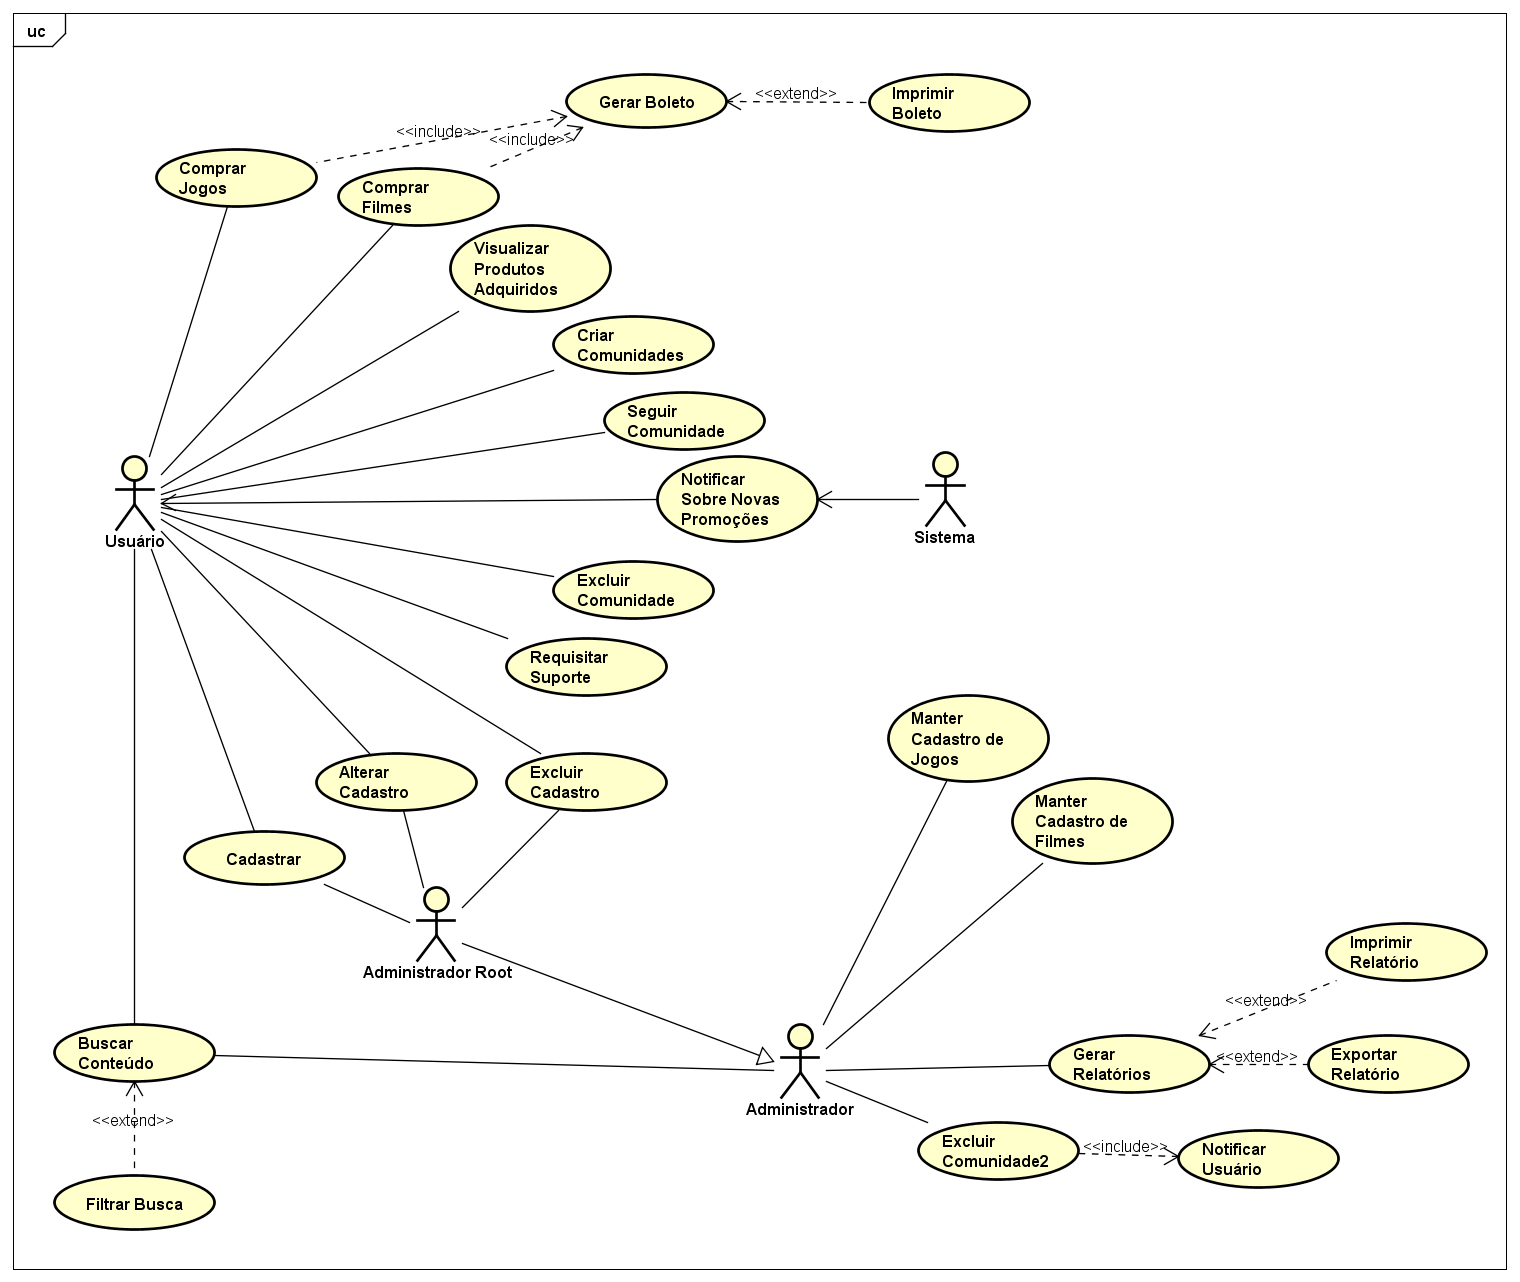 uc
Gerar Boleto
<<extend>>
Imprimir
Boleto
<<include>>
<<include>>
Comprar
Jogos
Comprar
Filmes
Visualizar
Produtos
Adquiridos
Criar
Comunidades
Seguir
Comunidade
Notificar
Sobre Novas
Promoções
Usuário
Sistema
Excluir
Comunidade
Requisitar
Suporte
Manter
Cadastro de
Jogos
Alterar
Cadastro
Excluir
Cadastro
Manter
Cadastro de
Filmes
Cadastrar
Administrador Root
Imprimir
Relatório
<<extend>>
Buscar
Conteúdo
Gerar
Relatórios
<<extend>>
Exportar
Relatório
Administrador
<<extend>>
Excluir
Comunidade2
<<include>>
Notificar
Usuário
Filtrar Busca